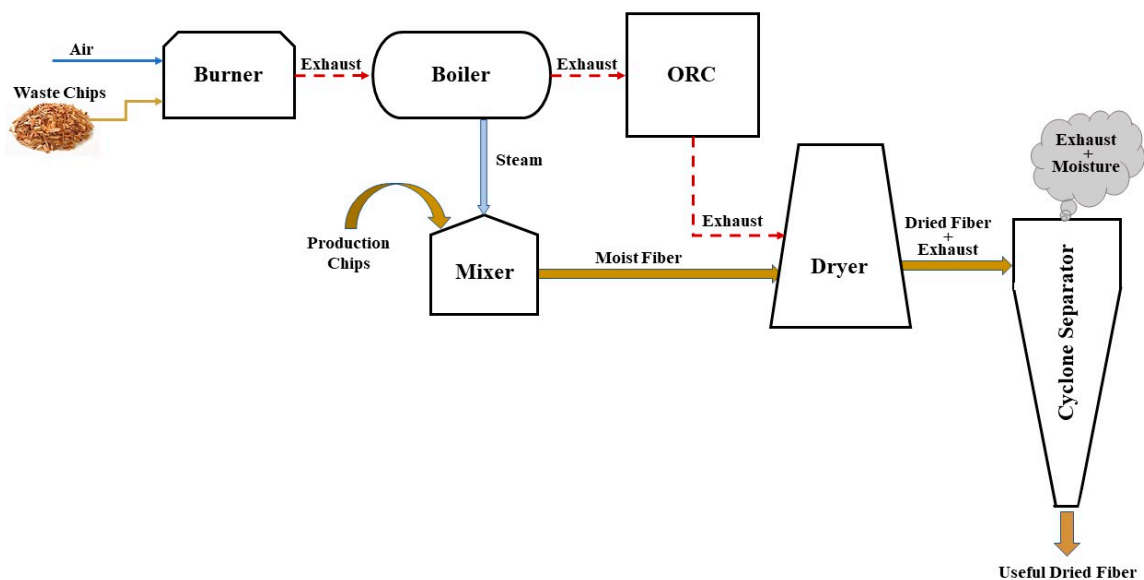 Air
Waste Chips
Burner
Exhaust
Boiler
Exhaust
ORC
Steam
Production
Chips
Mixer
Moist Fiber
Exhaust
Dryer
Dried Fiber
+
Exhaust
Exhaust
+
Moisture
Cyclone Separator
Useful Dried Fiber